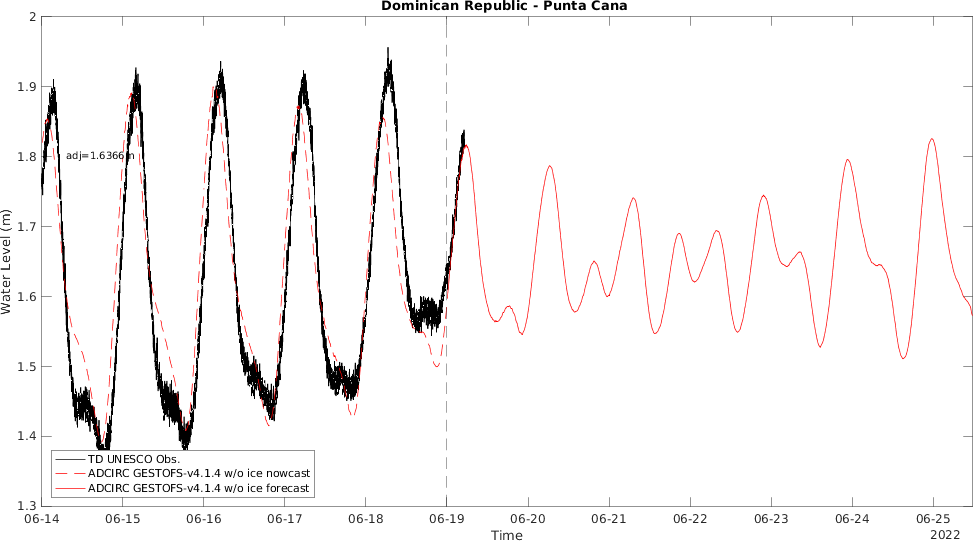 Dominican Republic - Punta Cana
2
1.9
1.8
1.7
1.6
1.5
1.4
1.3
Water Level (m)
adj=1.6366m
TD UNESCO Obs.
ADCIRC GESTOFS-v4.1.4 w/o ice nowcast
ADCIRC GESTOFS-v4.1.4 w/o ice forecast
06-14 06-15 06-16 06-17 06-18 06-19 06-20 06-21 06-22 06-23 06-24 06-25
2022
Time